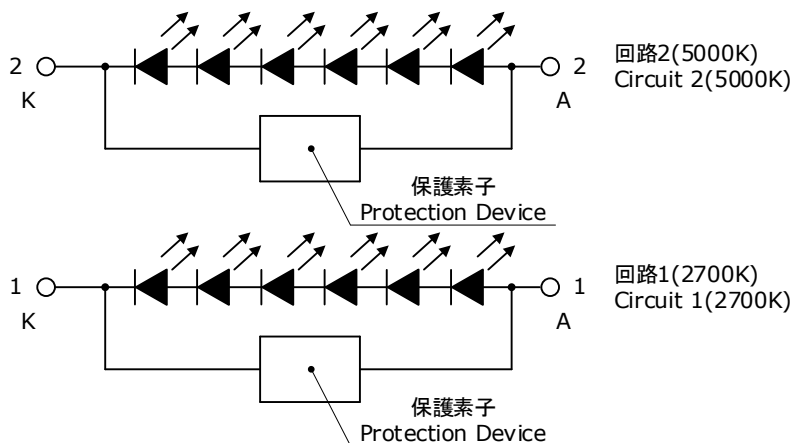 2
K
2
A
回路2(5000K)
Circuit 2(5000K)
保護素子
Protection Device
1
K
1
A
回路1(2700K)
Circuit 1(2700K)
保護素子
Protection Device